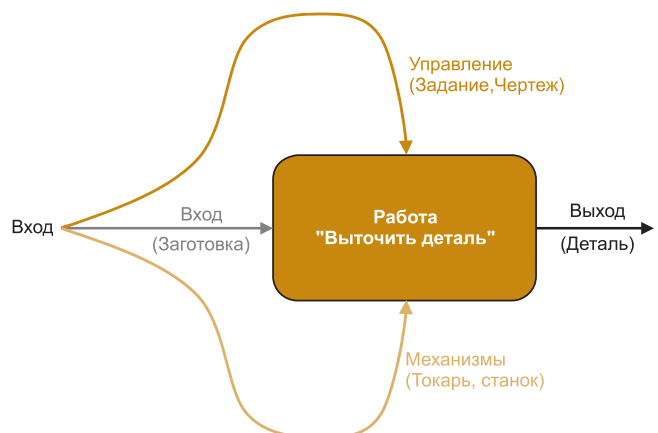 Управление
(Задание,Чертеж)
Вход
Вход
(Заготовка)
Работа
"Выточить деталь"
Выход
(Деталь)
Механизмы
(Токарь, станок)